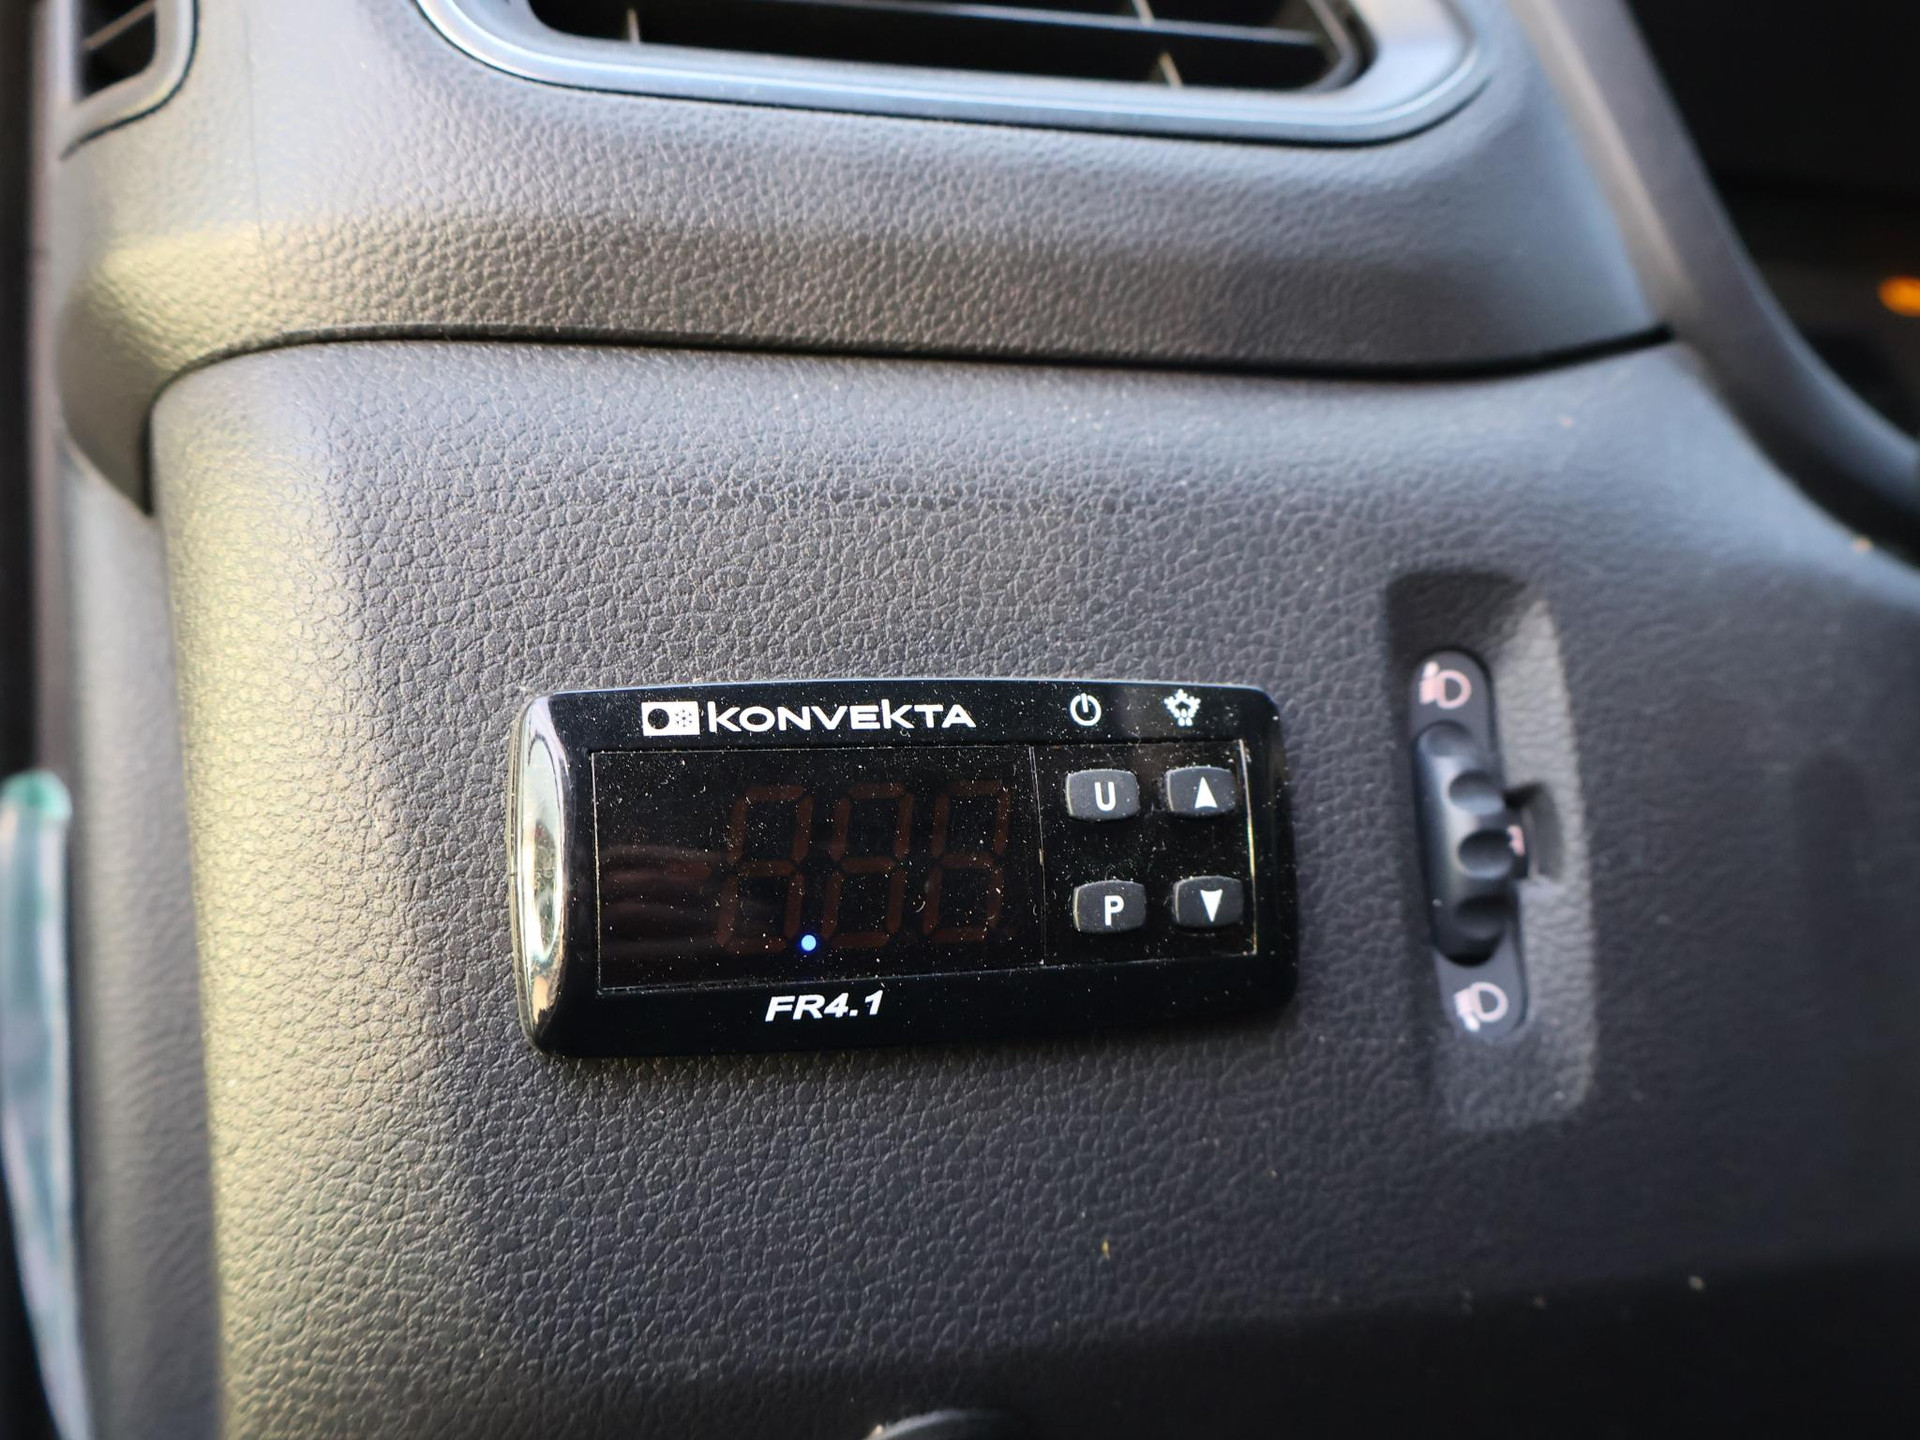 KONVEKTA
U
P
FR4.1